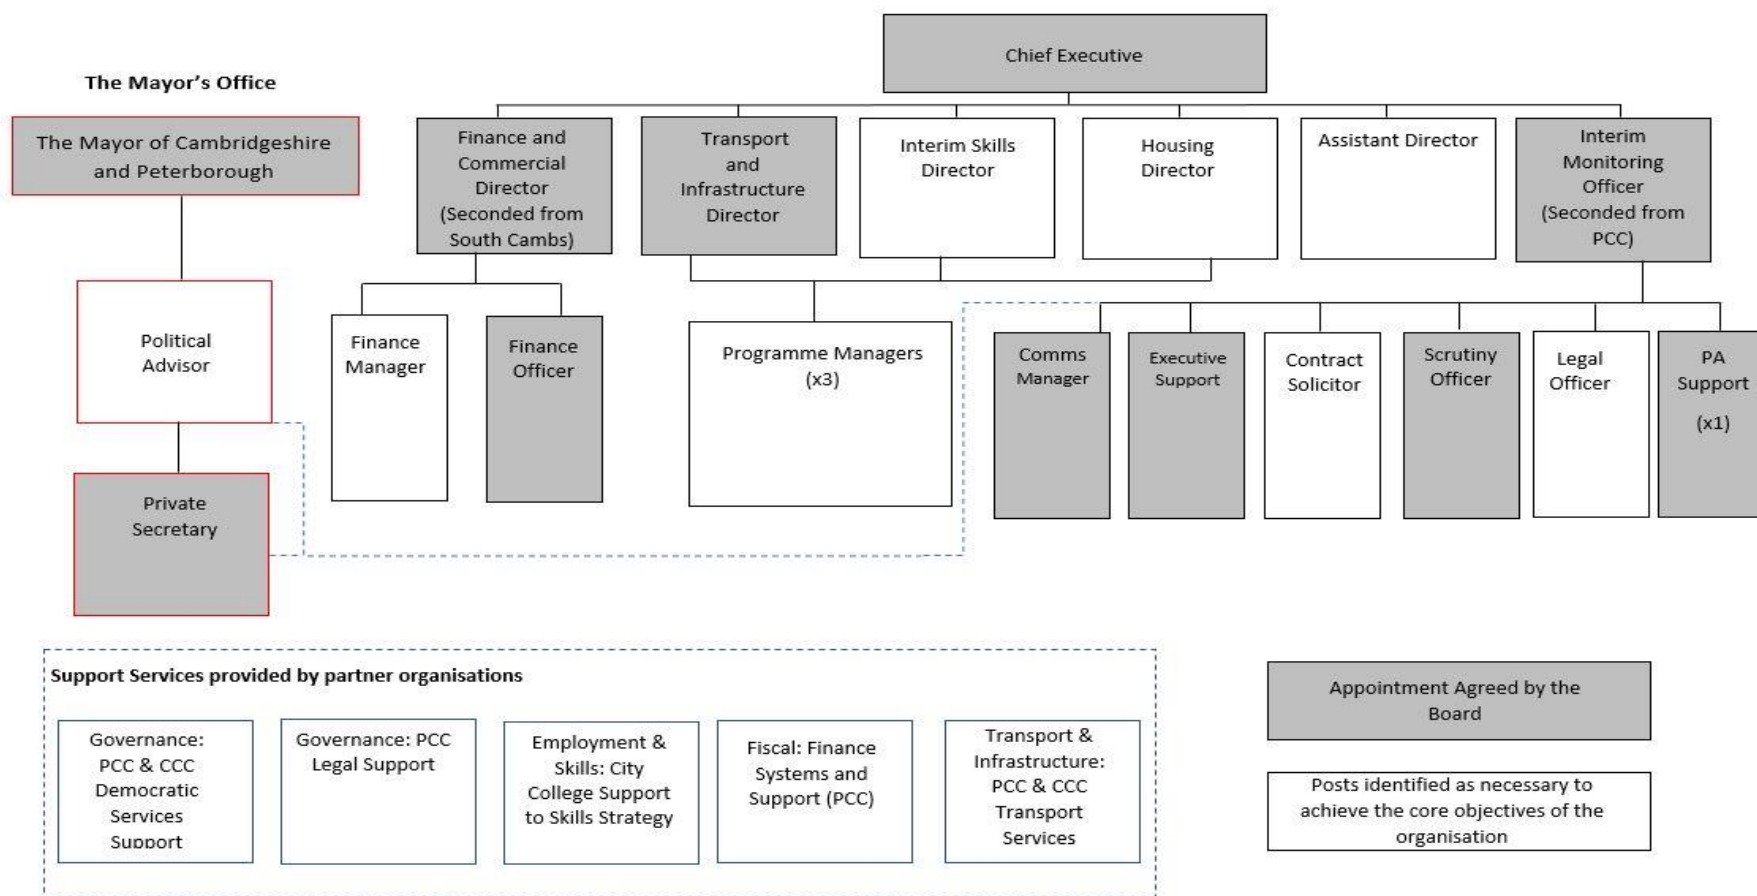 Chief Executive
The Mayor's Office
The Mayor of Cambridgeshire
and Peterborough
Finance and
Commercial
Director
(Seconded from
South Cambs)
Transport
and
Infrastructure
Director
Interim Skills
Director
Housing
Director
Assistant Director
Interim
Monitoring
Officer
(Seconded from
PCC)
Political
Advisor
Finance
Manager
Finance
Officer
Programme Managers
(x3)
Comms
Manager
Executive
Support
Contract
Solicitor
Scrutiny
Officer
Legal
Officer
PA
Support
(x1)
Private
Secretary
Support Services provided by partner organisations
Governance:
PCC & CCC
Democratic
Services
Support
Governance: PCC
Legal Support
Employment &
Skills: City
College Support
to Skills Strategy
Fiscal: Finance
Systems and
Support (PCC)
Transport &
Infrastructure:
PCC & CCC
Transport
Services
Appointment Agreed by the
Board
Posts identified as necessary to
achieve the core objectives of the
organisation